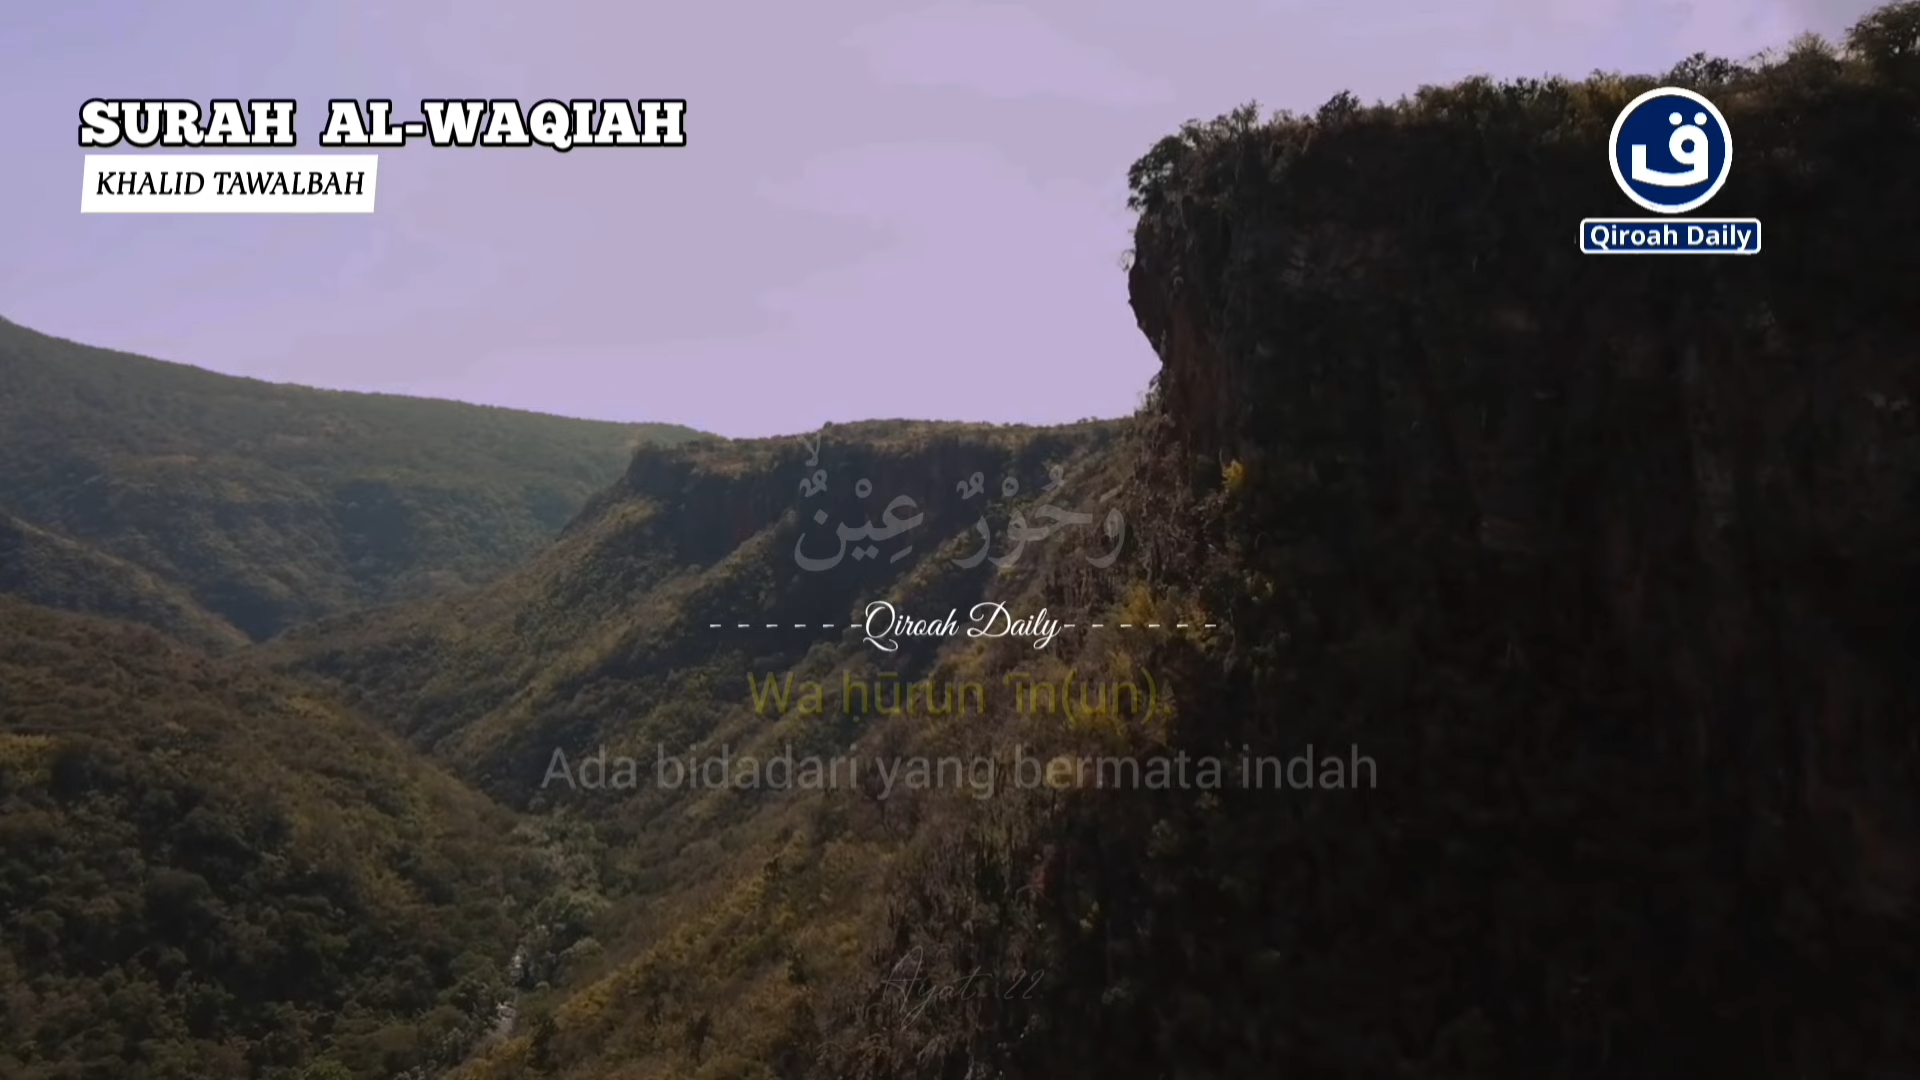 SURAH AL-WAQIAH
KHALID TAWALBAH
ق
Qiroah Daily
وَحُوْرٌ عِيْنٌۙ
- - - - - -Qiroah Daily- - - - - -
Wa ḥūrun ‘īn(un).
Ada bidadari yang bermata indah
Ayat 22